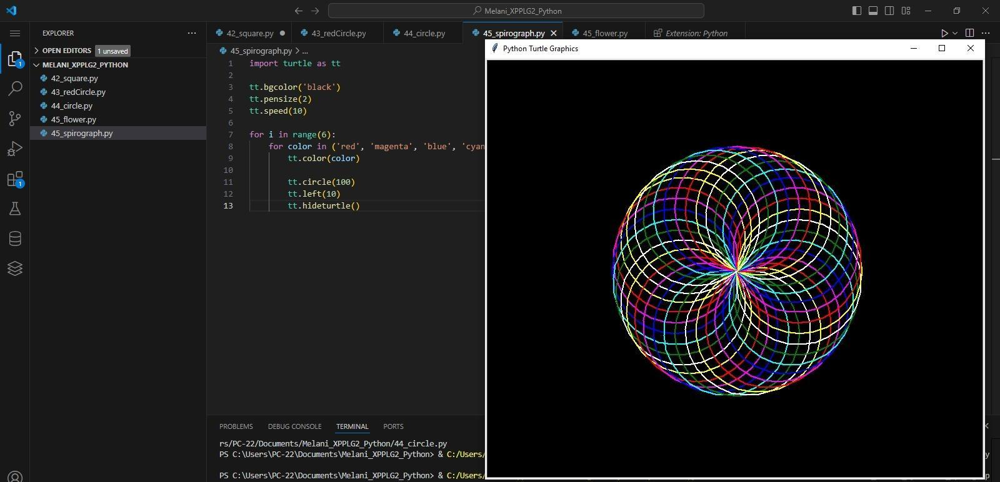 Melani_XPPLG2_Python
EXPLORER
42_square.py
43_redCircle.py
44_circle.py
45_spirograph.py
45_flower.py
Extension: Python
OPEN EDITORS 1 unsaved
45_spirograph.py > ...
Python Turtle Graphics
MELANI_XPPLG2_PYTHON
42_square.py
43_redCircle.py
44_circle.py
45_flower.py
45_spirograph.py
1
1
1 import turtle as tt
2
3 tt.bgcolor('black')
4 tt.pensize(2)
5 tt.speed(10)
6
7 for i in range(6):
8 for color in ('red', 'magenta', 'blue', 'cyan
9 tt.color(color)
10
11 tt.circle(100)
12 tt.left(10)
13 tt.hideturtle()
PROBLEMS DEBUG CONSOLE TERMINAL PORTS
rs/PC-22/Documents/Melani_XPPLG2_Python/44_circle.py
PS C:\Users\PC-22\Documents\Melani_XPPLG2_Python> & C:/Users/
PS C:\Users\PC-22\Documents\Melani_XPPLG2_Python> & C:/Users/